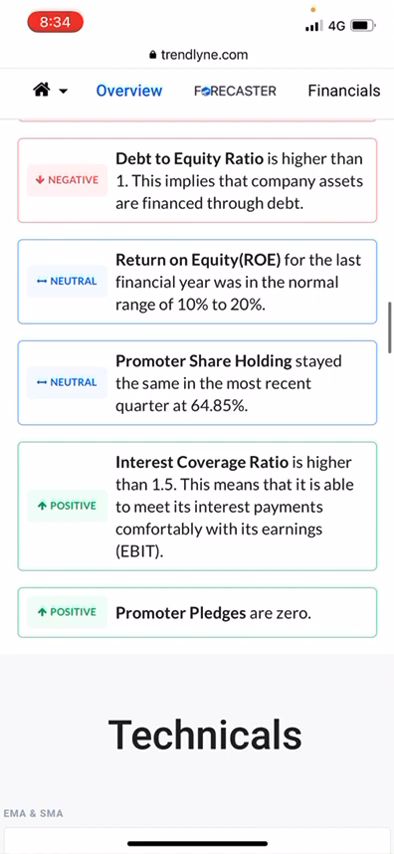 8:34
4G
trendlyne.com
Overview
FORECASTER
Financials
NEGATIVE
Debt to Equity Ratio is higher than
1. This implies that company assets
are financed through debt.
NEUTRAL
Return on Equity(ROE) for the last
financial year was in the normal
range of 10% to 20%.
NEUTRAL
Promoter Share Holding stayed
the same in the most recent
quarter at 64.85%.
POSITIVE
Interest Coverage Ratio is higher
than 1.5. This means that it is able
to meet its interest payments
comfortably with its earnings
(EBIT).
POSITIVE
Promoter Pledges are zero.
Technicals
EMA & SMA